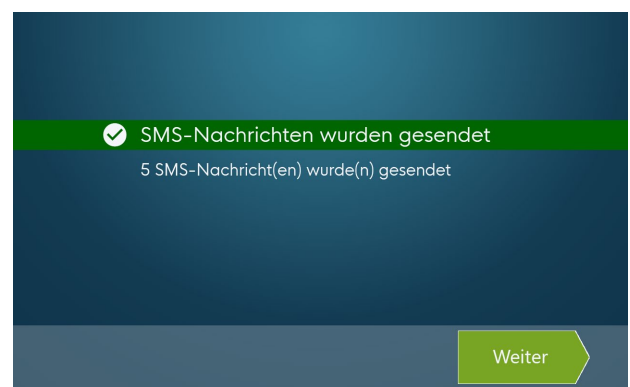 SMS-Nachrichten wurden gesendet
5 SMS-Nachricht(en) wurde(n) gesendet
Weiter